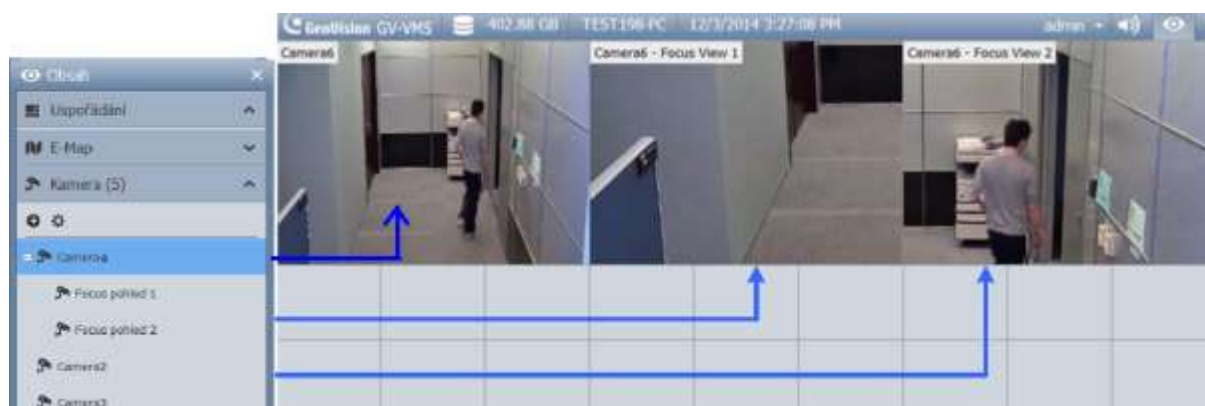 GeoVision GV-VMS 402.88 GB TEST198-PC 12/3/2014 3:27:08 PM admin
Camera6
Camera6 - Focus View 1
Camera6 - Focus View 2
Obsah
Uspořádání
E-Map
Kamera (5)
Camera6
Focus pohled 1
Focus pohled 2
Camera2
Camera3